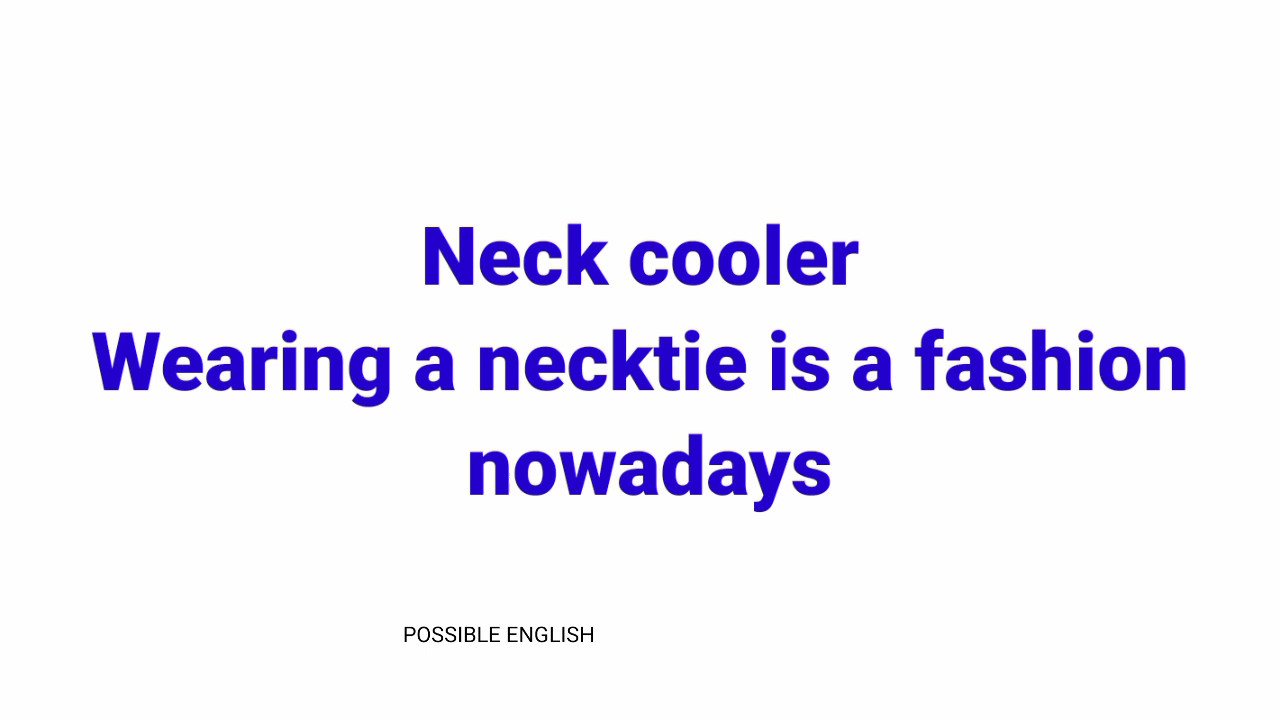 Neck cooler
Wearing a necktie is a fashion
nowadays
POSSIBLE ENGLISH